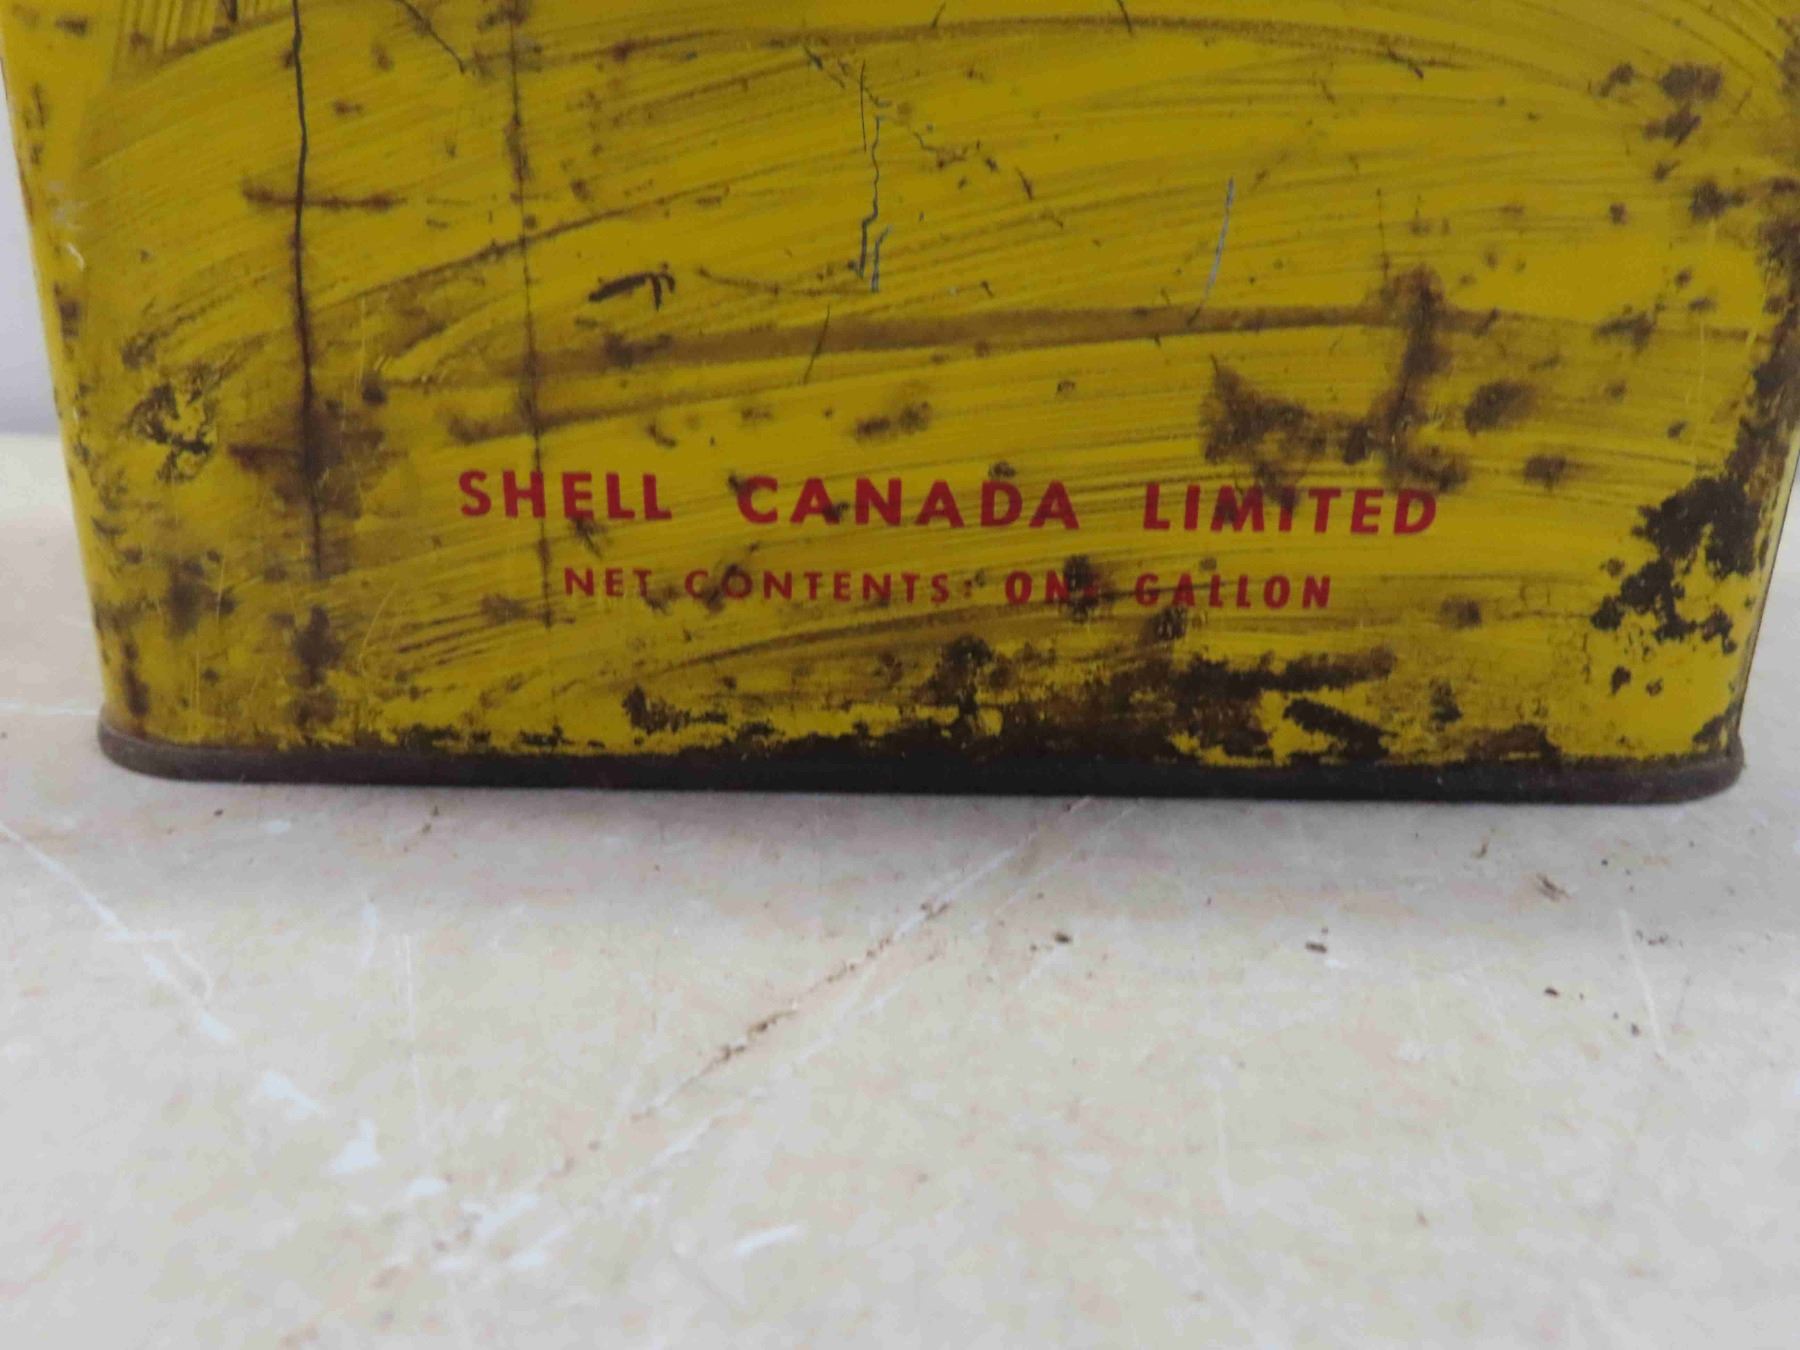 SHELL CANADA LIMITED
NET CONTENTS: ONE GALLON